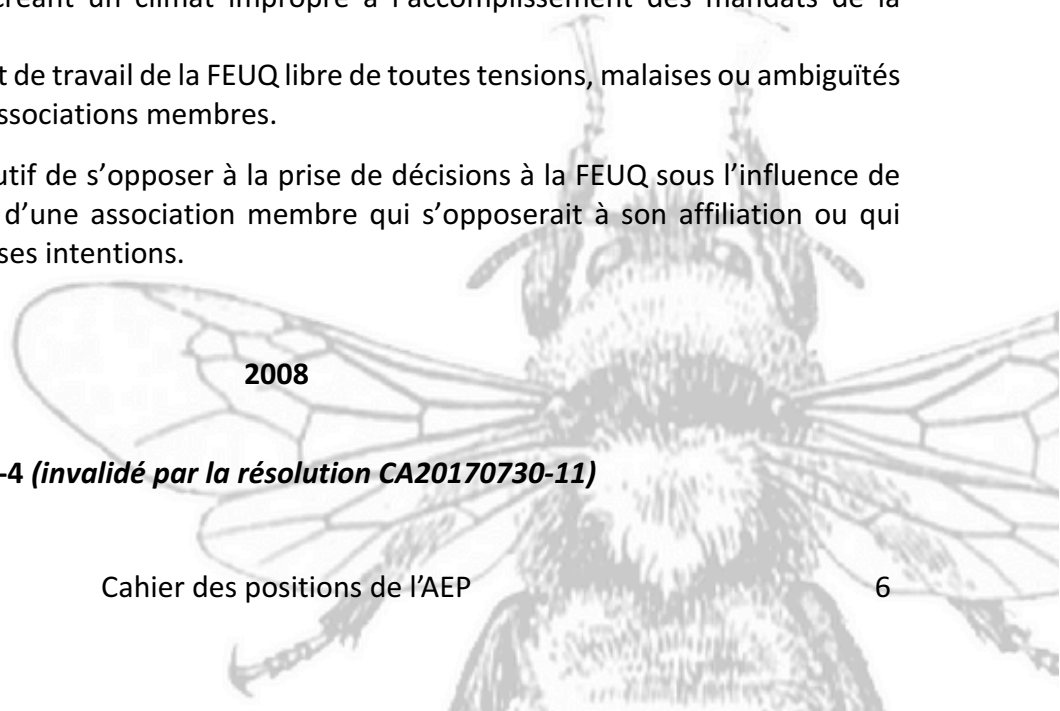 créant un climat impropre à l'accomplissement des mandats de la
t de travail de la FEUQ libre de toutes tensions, malaises ou ambiguïtés
ssociations membres.
utif de s'opposer à la prise de décisions à la FEUQ sous l'influence de
d'une association membre qui s'opposerait à son affiliation ou qui
ses intentions.
2008
-4 (invalidé par la résolution CA20170730-11)
Cahier des positions de l'AEP 6